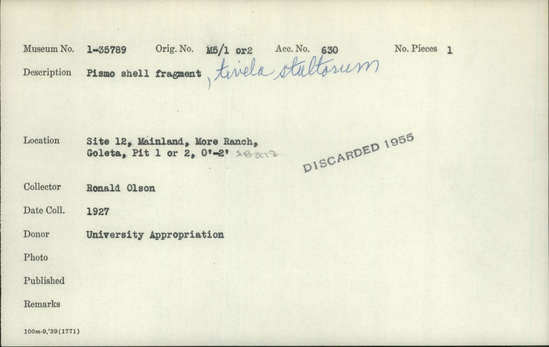 Museum No. 1-35789 Orig. No. M5/1 or2 Acc. No. 630 No. Pieces 1
Description Pismo shell fragment, tivela stultorum
Location Site 12, Mainland, More Ranch,
Goleta, Pit 1 or 2, 0'-2'
DISCARDED 1955
Collector Ronald Olson
Date Coll. 1927
Donor University Appropriation
Photo
Published
Remarks
100m-9,'39(1771)